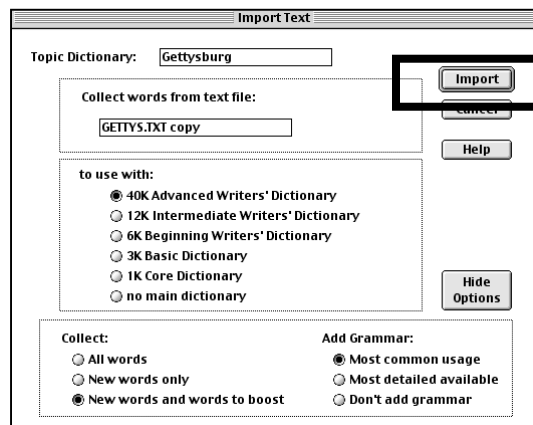 Import Text
Topic Dictionary: Gettysburg
Import
Collect words from text file:
Cancel
GETTYS.TXT copy
Help
to use with:
40K Advanced Writers' Dictionary
12K Intermediate Writers' Dictionary
6K Beginning Writers' Dictionary
3K Basic Dictionary
1K Core Dictionary
no main dictionary
Hide
Options
Collect:
All words
New words only
New words and words to boost
Add Grammar:
Most common usage
Most detailed available
Don't add grammar